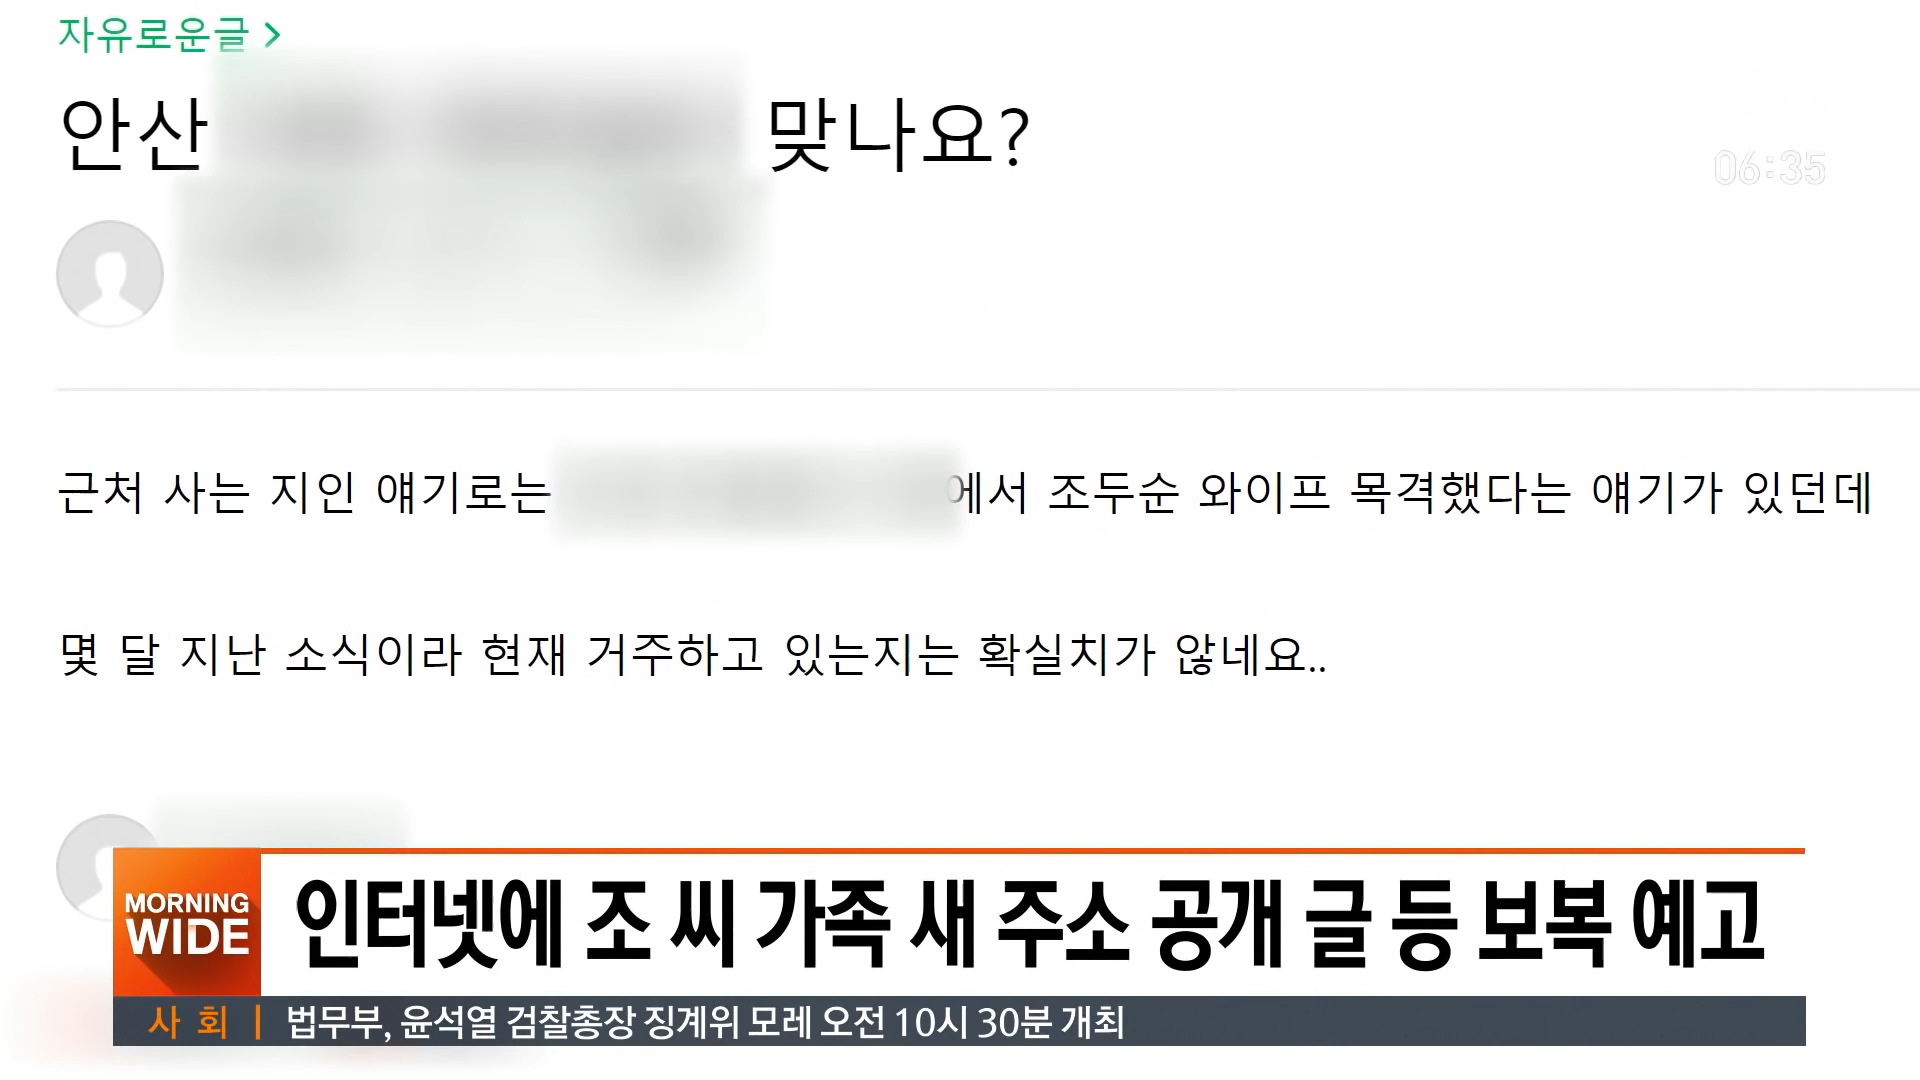 자유로운글 >
안산 맞나요?
06:35
근처 사는 지인 얘기로는 에서 조두순 와이프 목격했다는 얘기가 있던데
몇 달 지난 소식이라 현재 거주하고 있는지는 확실치가 않네요..
MORNING
WIDE
인터넷에 조 씨 가족 새 주소 공개 글 등 보복 예고
사 회 | 법무부, 윤석열 검찰총장 징계위 모레 오전 10시 30분 개최